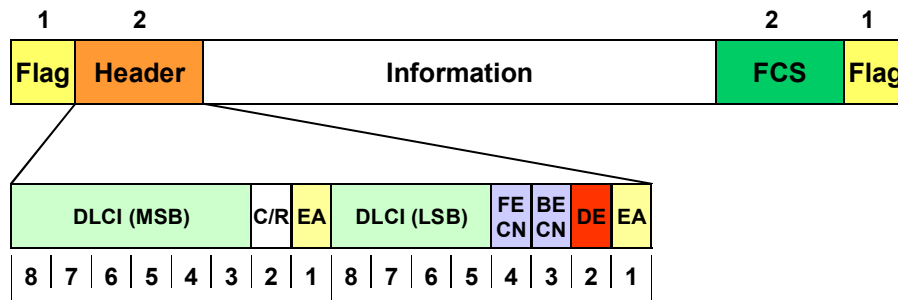 1 2 2 1
Flag Header Information FCS Flag
DLCI (MSB) C/R EA DLCI (LSB) FE CN BE CN DE EA
8 7 6 5 4 3 2 1 8 7 6 5 4 3 2 1